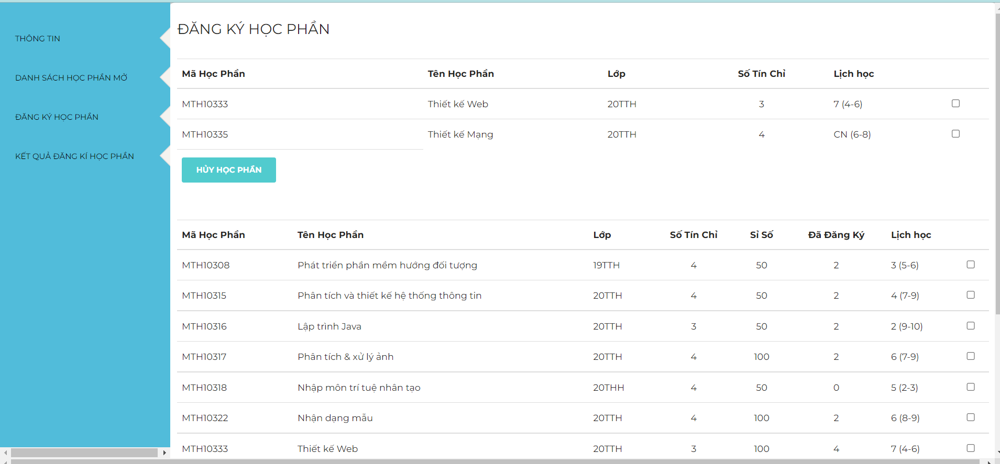 THÔNG TIN
DANH SÁCH HỌC PHẦN MỞ
ĐĂNG KÝ HỌC PHẦN
KẾT QUẢ ĐĂNG KÍ HỌC PHẦN
ĐĂNG KÝ HỌC PHẦN
Mã Học Phần Tên Học Phần Lớp Số Tín Chỉ Lịch học
MTH10333 Thiết kế Web 20TTH 3 7 (4-6)
MTH10335 Thiết kế Mạng 20TTH 4 CN (6-8)
HỦY HỌC PHẦN
Mã Học Phần Tên Học Phần Lớp Số Tín Chỉ Sỉ Số Đã Đăng Ký Lịch học
MTH10308 Phát triển phần mềm hướng đối tượng 19TTH 4 50 2 3 (5-6)
MTH10315 Phân tích và thiết kế hệ thống thông tin 20TTH 4 50 2 4 (7-9)
MTH10316 Lập trình Java 20TTH 3 50 2 2 (9-10)
MTH10317 Phân tích & xử lý ảnh 20TTH 4 100 2 6 (7-9)
MTH10318 Nhập môn trí tuệ nhân tạo 20THH 4 50 0 5 (2-3)
MTH10322 Nhận dạng mẫu 20TTH 4 100 2 6 (8-9)
MTH10333 Thiết kế Web 20TTH 3 100 4 7 (4-6)